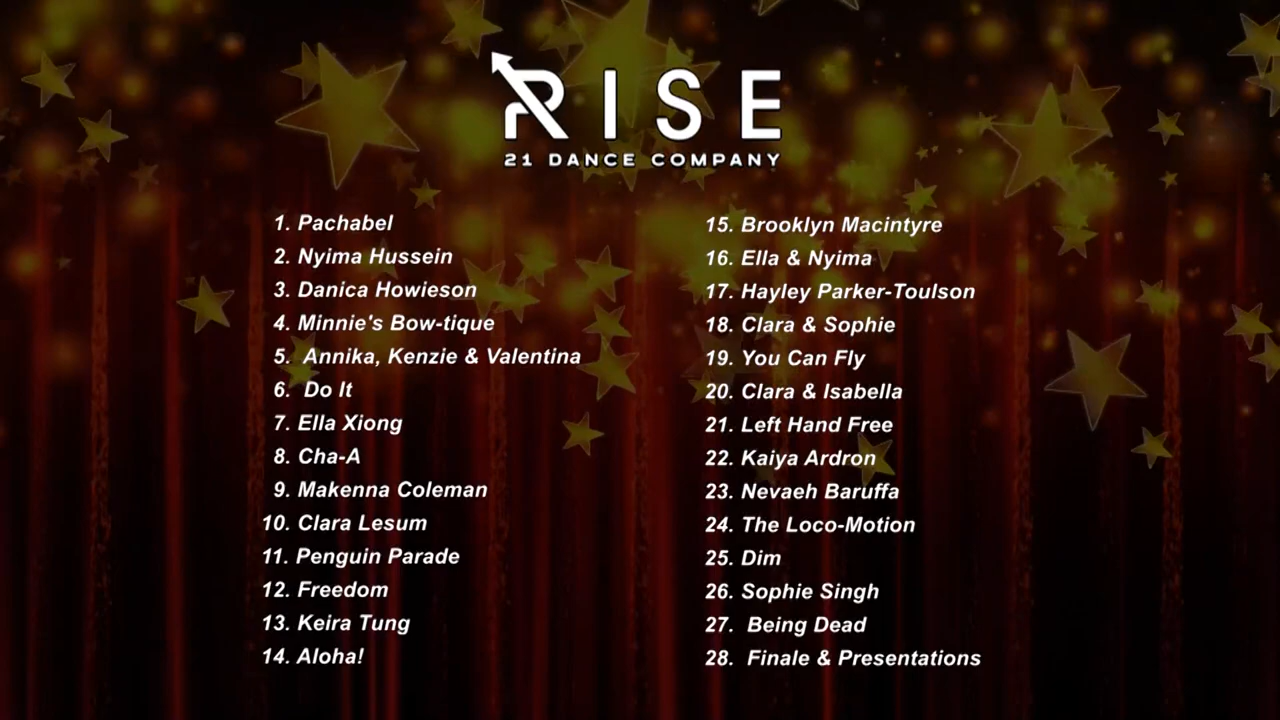 RISE
21 DANCE COMPANY
1. Pachabel
2. Nyima Hussein
3. Danica Howieson
4. Minnie's Bow-tique
5. Annika, Kenzie & Valentina
6. Do It
7. Ella Xiong
8. Cha-A
9. Makenna Coleman
10. Clara Lesum
11. Penguin Parade
12. Freedom
13. Keira Tung
14. Aloha!
15. Brooklyn Macintyre
16. Ella & Nyima
17. Hayley Parker-Toulson
18. Clara & Sophie
19. You Can Fly
20. Clara & Isabella
21. Left Hand Free
22. Kaiya Ardron
23. Nevaeh Baruffa
24. The Loco-Motion
25. Dim
26. Sophie Singh
27. Being Dead
28. Finale & Presentations